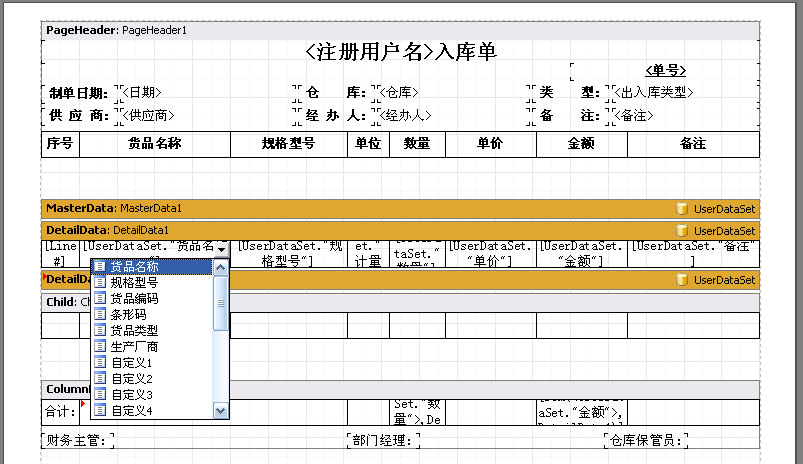 PageHeader: PageHeader1
<注册用户名>入库单
<单号>
制单日期: <日期> 仓 库: <仓库> 类 型: <出入库类型>
供 应 商: <供应商> 经 办 人: <经办人> 备 注: <备注>
序号 货品名称 规格型号 单位 数量 单价 金额 备注
MasterData: MasterData1 UserDataSet
DetailData: DetailData1 UserDataSet
[Line [UserDataSet."货品名 [UserDataSet."规 et." taSet. [UserDataSet. [UserDataSet. [UserDataSet."备注"
#] 格型号"] 计量 "数量"] "单价"] "金额"] ]
货品名称
DetailDa UserDataSet
规格型号
货品编码
Child: Ch
条形码
货品类型
生产厂商
自定义1
自定义2
Column
自定义3
自定义4
合计: Set."数 aSet."金额">,
量">,De
财务主管: 部门经理: 仓库保管员: